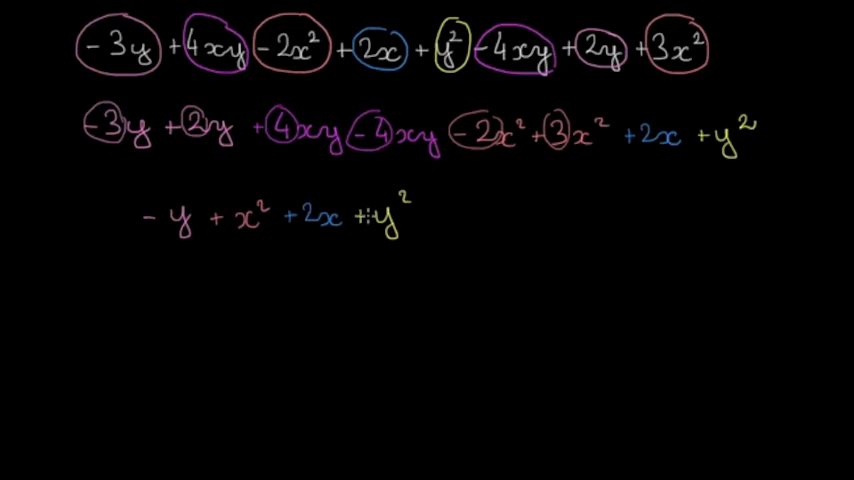 -3y +4xy -2x² +2x +y² -4xy +2y +3x²
-3y +2y +4xy -4xy -2x² +3x² +2x +y²
- y + x² +2x +y²